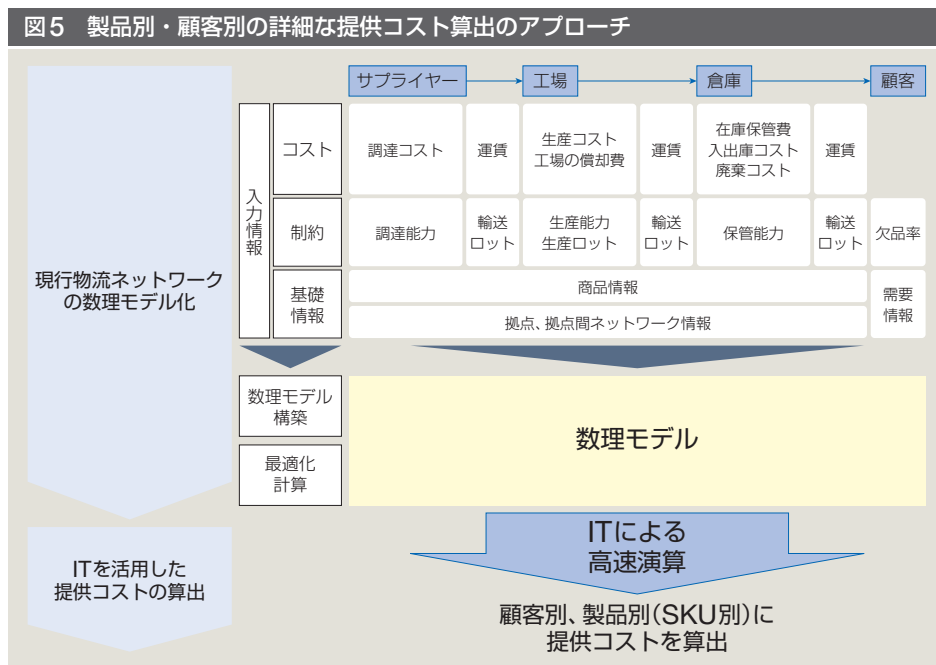 図5　製品別・顧客別の詳細な提供コスト算出のアプローチ
サプライヤー
工場
倉庫
顧客
入力情報
コスト
調達コスト
運賃
生産コスト
工場の償却費
運賃
在庫保管費
入出庫コスト
廃棄コスト
運賃
制約
調達能力
輸送
ロット
生産能力
生産ロット
輸送
ロット
保管能力
輸送
ロット
欠品率
基礎
情報
商品情報
拠点、拠点間ネットワーク情報
需要
情報
現行物流ネットワーク
の数理モデル化
数理モデル
構築
最適化
計算
数理モデル
ITを活用した
提供コストの算出
ITによる
高速演算
顧客別、製品別(SKU別)に
提供コストを算出